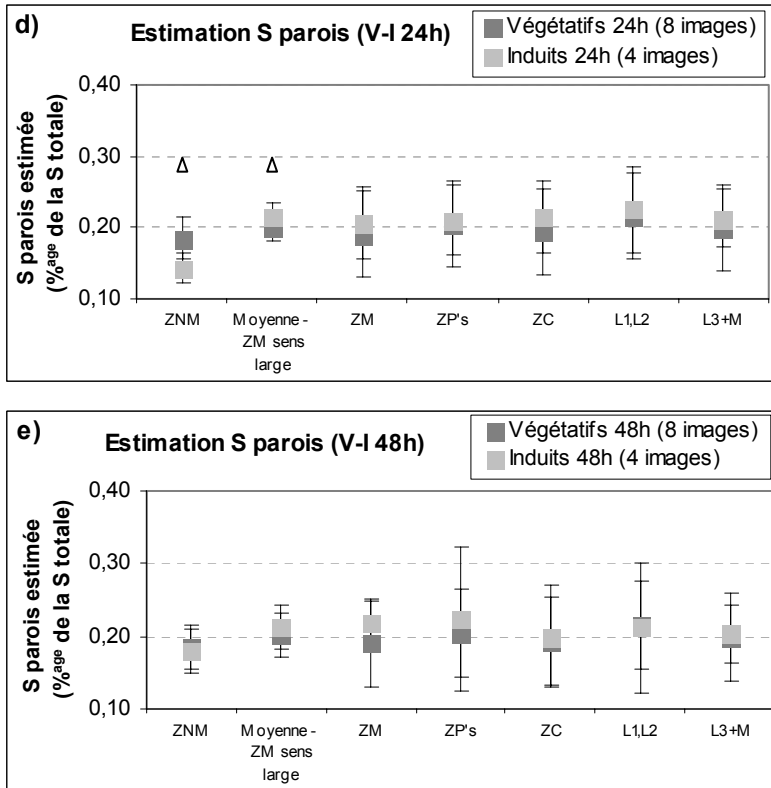 d)
Estimation S parois (V-I 24h)
Végétatifs 24h (8 images)
Induits 24h (4 images)
S parois estimée
(%age de la S totale)
0,40
0,30
0,20
0,10
ZNM
Moyenne -
ZM sens
large
ZM
ZP's
ZC
L1,L2
L3+M
e)
Estimation S parois (V-I 48h)
Végétatifs 48h (8 images)
Induits 48h (4 images)
S parois estimée
(%age de la S totale)
0,40
0,30
0,20
0,10
ZNM
Moyenne -
ZM sens
large
ZM
ZP's
ZC
L1,L2
L3+M